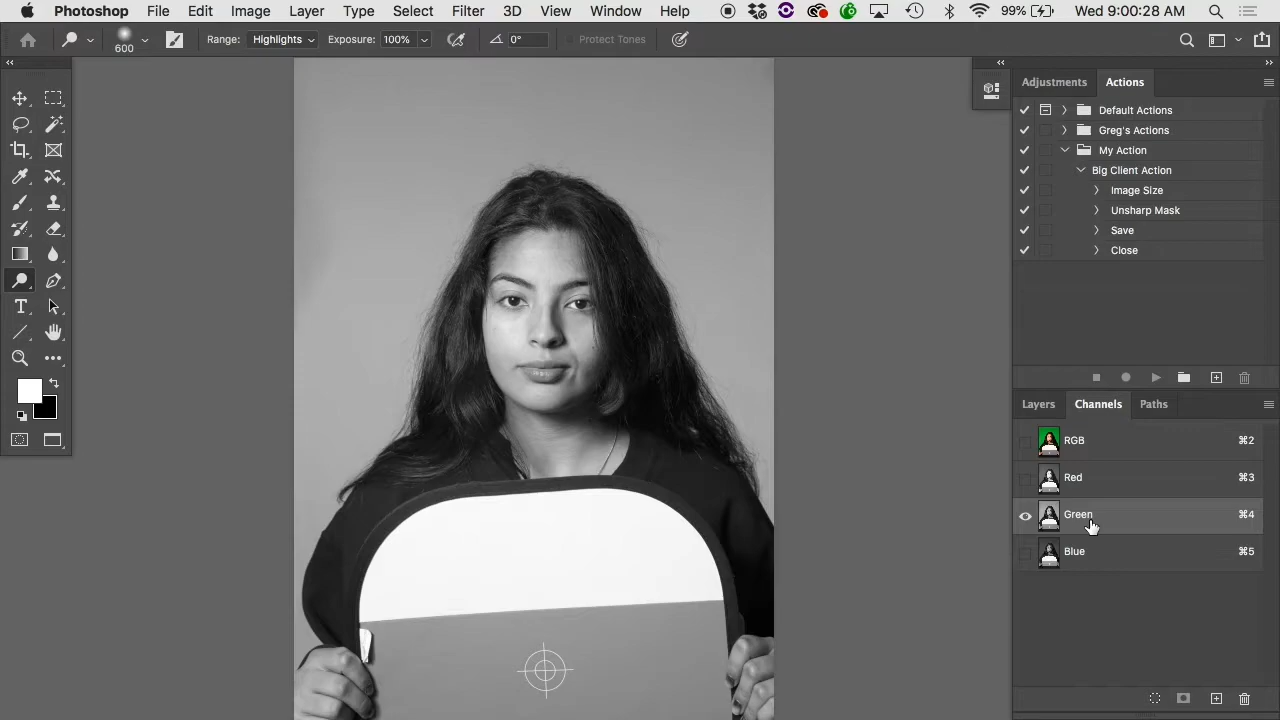 Photoshop File Edit Image Layer Type Select Filter 3D View Window Help 99% Wed 9:00:28 AM
600 Range: Highlights Exposure: 100% 0° Protect Tones
Adjustments Actions
Default Actions
Greg's Actions
My Action
Big Client Action
Image Size
Unsharp Mask
Save
Close
Layers Channels Paths
RGB ⌘2
Red ⌘3
Green ⌘4
Blue ⌘5